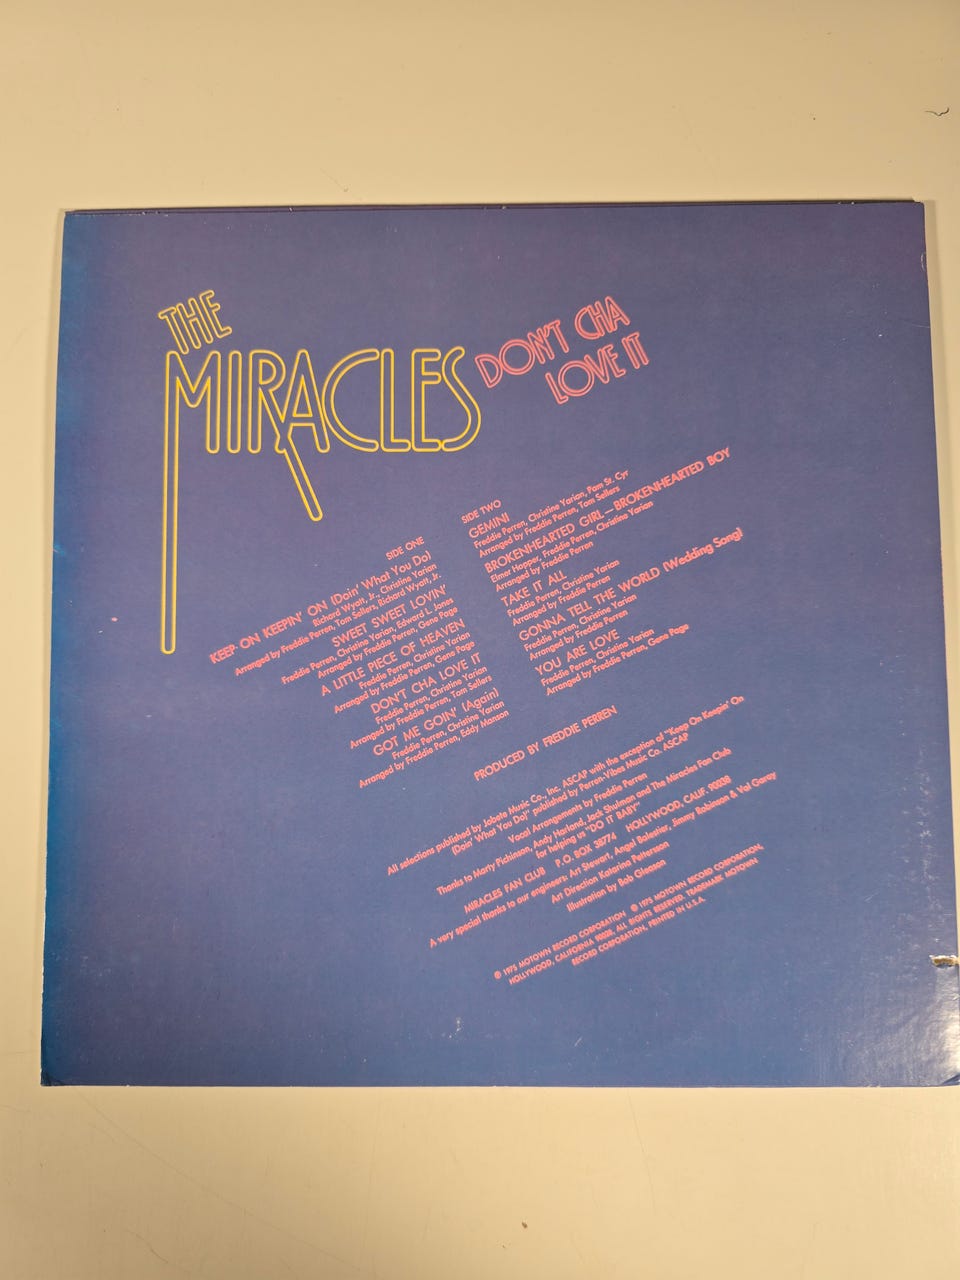 THE
MIRACLES
DON'T CHA
LOVE IT
SIDE ONE
KEEP ON KEEPIN' ON (Doin' What You Do)
Richard Wyatt, Jr., Christine Yarian
Arranged by Freddie Perren, Tom Sellers, Richard Wyatt, Jr.
SWEET SWEET LOVIN'
Freddie Perren, Christine Yarian, Edward L. Jones
Arranged by Freddie Perren, Gene Page
A LITTLE PIECE OF HEAVEN
Freddie Perren, Christine Yarian
Arranged by Freddie Perren, Gene Page
DON'T CHA LOVE IT
Freddie Perren, Christine Yarian
Arranged by Freddie Perren, Tom Sellers
GOT ME GOIN' (Again)
Freddie Perren, Christine Yarian
Arranged by Freddie Perren, Eddy Manson
SIDE TWO
GEMINI
Freddie Perren, Christine Yarian, Pam St. Cyr
Arranged by Freddie Perren, Tom Sellers
BROKENHEARTED GIRL—BROKENHEARTED BOY
Elmer Hopper, Freddie Perren, Christine Yarian
Arranged by Freddie Perren
TAKE IT ALL
Freddie Perren, Christine Yarian
Arranged by Freddie Perren
GONNA TELL THE WORLD (Wedding Song)
Freddie Perren, Christine Yarian
Arranged by Freddie Perren
YOU ARE LOVE
Freddie Perren, Christine Yarian
Arranged by Freddie Perren, Gene Page
PRODUCED BY FREDDIE PERREN
All selections published by Jobete Music Co., Inc. ASCAP with the exception of "Keep On Keepin' On
(Doin' What You Do)" published by Perren-Vibes Music Co. ASCAP
Vocal Arrangements by Freddie Perren
Thanks to Marty Pichinson, Andy Harland, Jack Shulman and The Miracles Fan Club
for helping us "DO IT BABY"
MIRACLES FAN CLUB P.O. BOX 38774 HOLLYWOOD, CALIF. 90038
A very special thanks to our engineers: Art Stewart, Angel Balestier, Jimmy Robinson & Val Garay
Art Direction Katarina Pettersson
Illustration by Bob Gleason
℗ 1975 MOTOWN RECORD CORPORATION © 1975 MOTOWN RECORD CORPORATION,
HOLLYWOOD, CALIFORNIA 90028. ALL RIGHTS RESERVED. TRADEMARK MOTOWN
RECORD CORPORATION, PRINTED IN U.S.A.